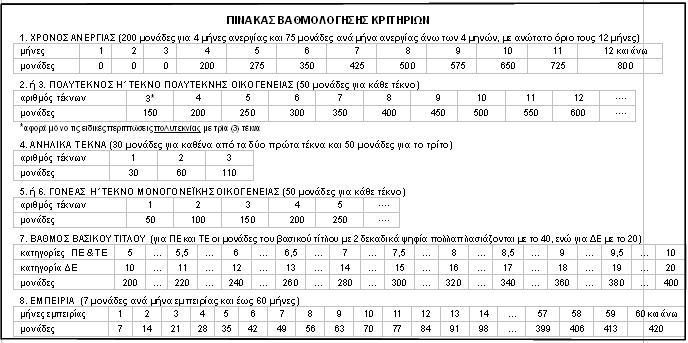 ΠΙΝΑΚΑΣ ΒΑΘΜΟΛΟΓΗΣΗΣ ΚΡΙΤΗΡΙΩΝ
1. ΧΡΟΝΟΣ ΑΝΕΡΓΙΑΣ (200 μονάδες για 4 μήνες ανεργίας και 75 μονάδες ανά μήνα ανεργίας άνω των 4 μηνών, με ανώτατο όριο τους 12 μήνες)
μήνες 1 2 3 4 5 6 7 8 9 10 11 12 και άνω
μονάδες 0 0 0 200 275 350 425 500 575 650 725 800
2. ή 3. ΠΟΛΥΤΕΚΝΟΣ Η΄ ΤΕΚΝΟ ΠΟΛΥΤΕΚΝΗΣ ΟΙΚΟΓΕΝΕΙΑΣ (50 μονάδες για κάθε τέκνο)
αριθμός τέκνων 3* 4 5 6 7 8 9 10 11 12 ....
μονάδες 150 200 250 300 350 400 450 500 550 600 ....
*αφορά μόνο τις ειδικές περιπτώσεις πολυτεκνίας με τρία (3) τέκνα
4. ΑΝΗΛΙΚΑ ΤΕΚΝΑ (30 μονάδες για καθένα από τα δύο πρώτα τέκνα και 50 μονάδες για το τρίτο)
αριθμός τέκνων 1 2 3
μονάδες 30 60 110
5. ή 6. ΓΟΝΕΑΣ Η΄ ΤΕΚΝΟ ΜΟΝΟΓΟΝΕΪΚΗΣ ΟΙΚΟΓΕΝΕΙΑΣ (50 μονάδες για κάθε τέκνο)
αριθμός τέκνων 1 2 3 4 5 ....
μονάδες 50 100 150 200 250 ....
7. ΒΑΘΜΟΣ ΒΑΣΙΚΟΥ ΤΙΤΛΟΥ (για ΠΕ και ΤΕ οι μονάδες του βασικού τίτλου με 2 δεκαδικά ψηφία πολλαπλασιάζονται με το 40, ενώ για ΔΕ με το 20)
κατηγορίες ΠΕ & ΤΕ 5 ... 5,5 ... 6 ... 6,5 ... 7 ... 7,5 ... 8 ... 8,5 ... 9 ... 9,5 ... 10
κατηγορία ΔΕ 10 ... 11 ... 12 ... 13 ... 14 ... 15 ... 16 ... 17 ... 18 ... 19 ... 20
μονάδες 200 ... 220 ... 240 ... 260 ... 280 ... 300 ... 320 ... 340 ... 360 ... 380 ... 400
8. ΕΜΠΕΙΡΙΑ (7 μονάδες ανά μήνα εμπειρίας και έως 60 μήνες)
μήνες εμπειρίας 1 2 3 4 5 6 7 8 9 10 11 12 13 14 ... 57 58 59 60 και άνω
μονάδες 7 14 21 28 35 42 49 56 63 70 77 84 91 98 ... 399 406 413 420